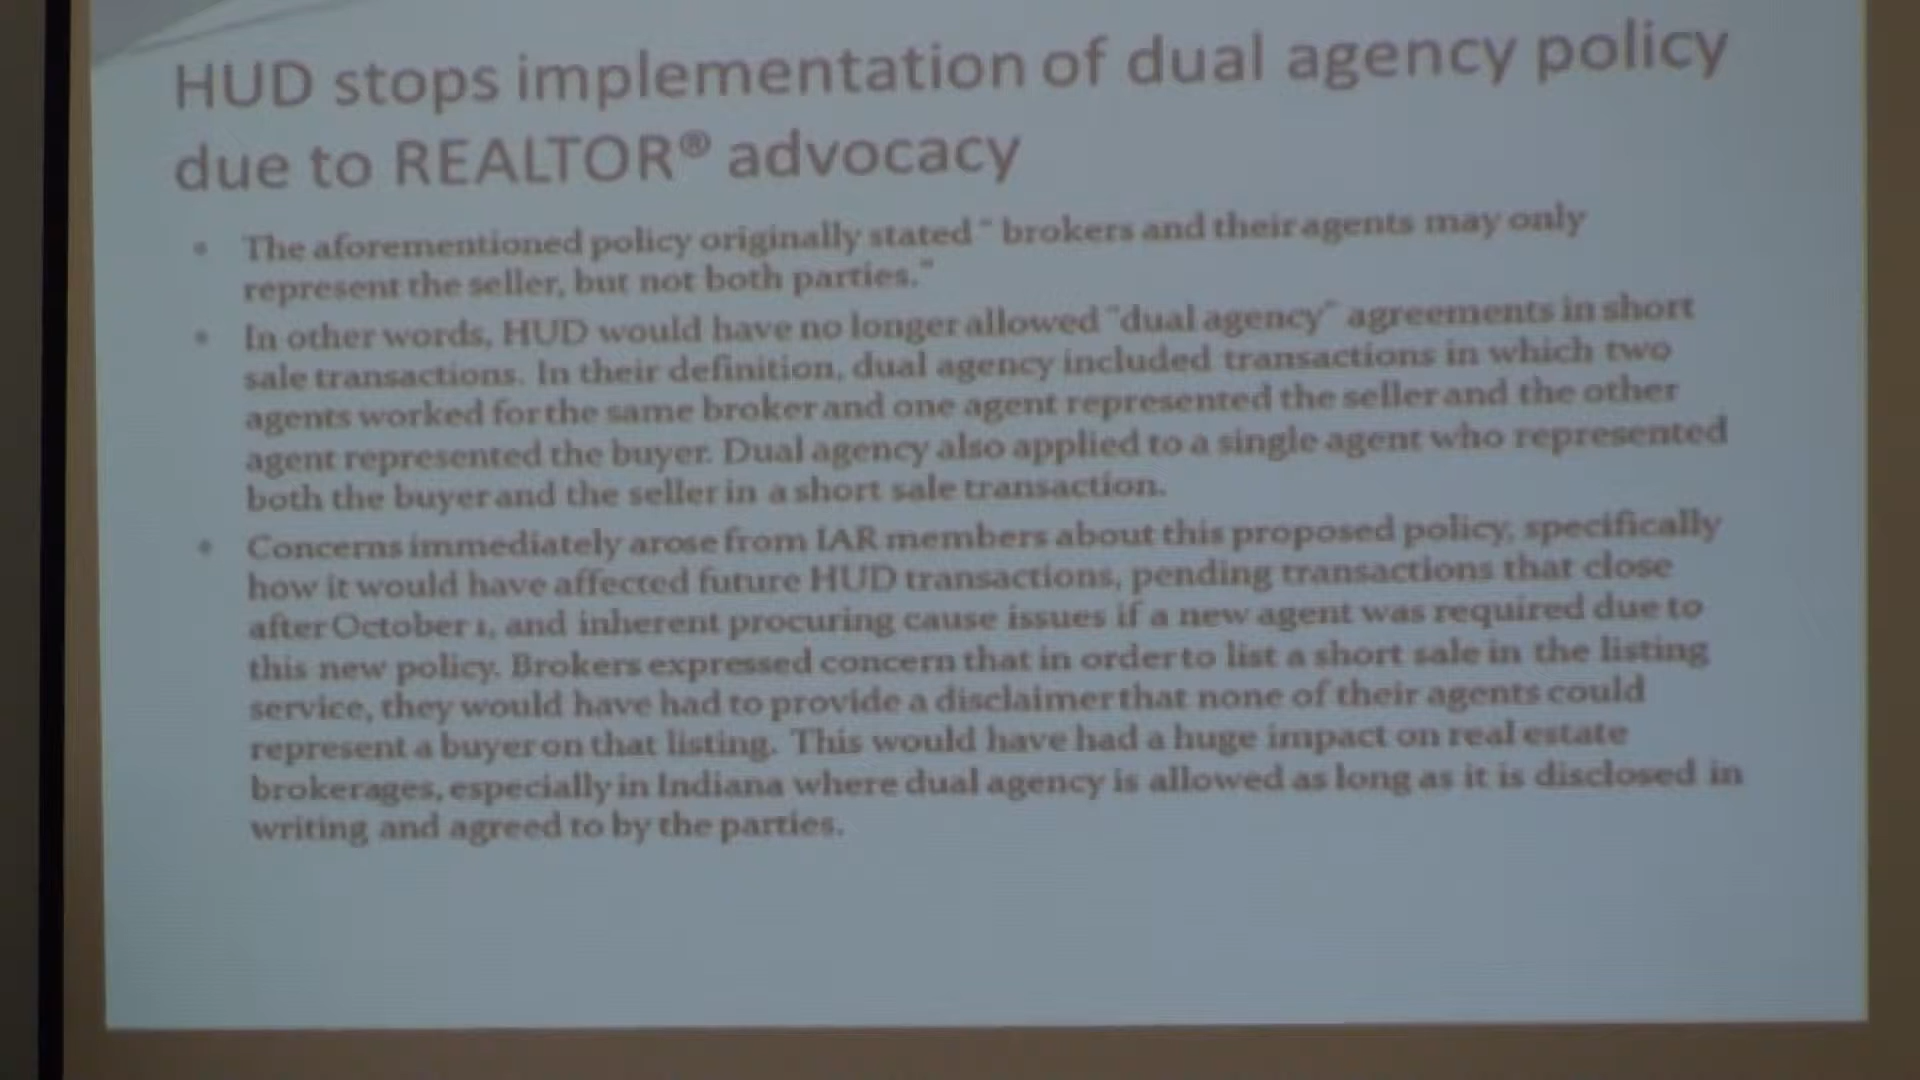 HUD stops implementation of dual agency policy
due to REALTOR® advocacy
• The aforementioned policy originally stated " brokers and their agents may only
represent the seller, but not both parties."
• In other words, HUD would have no longer allowed "dual agency" agreements in short
sale transactions. In their definition, dual agency included transactions in which two
agents worked for the same broker and one agent represented the seller and the other
agent represented the buyer. Dual agency also applied to a single agent who represented
both the buyer and the seller in a short sale transaction.
• Concerns immediately arose from IAR members about this proposed policy, specifically
how it would have affected future HUD transactions, pending transactions that close
after October 1, and inherent procuring cause issues if a new agent was required due to
this new policy. Brokers expressed concern that in order to list a short sale in the listing
service, they would have had to provide a disclaimer that none of their agents could
represent a buyer on that listing. This would have had a huge impact on real estate
brokerages, especially in Indiana where dual agency is allowed as long as it is disclosed in
writing and agreed to by the parties.